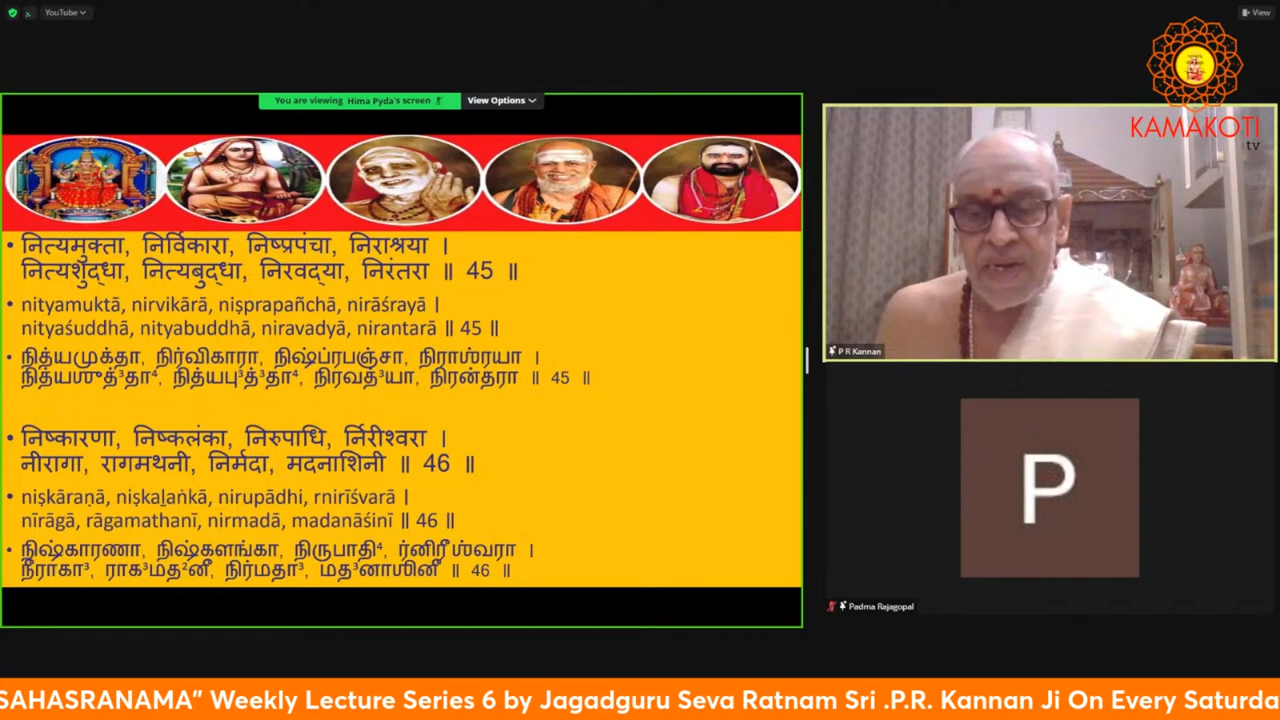 YouTube
View
You are viewing Hima Pyda's screen
View Options
KAMAKOTI
tv
• नित्यमुक्ता, निर्विकारा, निष्प्रपंचा, निराश्रया ।
नित्यशुद्धा, नित्यबुद्धा, निरवद्या, निरंतरा ॥ 45 ॥
• nityamuktā, nirvikārā, niṣprapañchā, nirāśrayā |
nityaśuddhā, nityabuddhā, niravadyā, nirantarā ‖ 45 ‖
• நித்யமுக்தா, நிர்விகாரா, நிஷ்ப்ரபஞ்சா, நிராஶ்ரயா ।
நித்யஶுத்³தா⁴, நித்யபு³த்³தா⁴, நிரவத்³யா, நிரன்தரா ॥ 45 ॥
• निष्कारणा, निष्कलंका, निरुपाधि, र्निरीश्वरा ।
नीरागा, रागमथनी, निर्मदा, मदनाशिनी ॥ 46 ॥
• niṣkāraṇā, niṣkaḻaṅkā, nirupādhi, rnirīśvarā |
nīrāgā, rāgamathanī, nirmadā, madanāśinī ‖ 46 ‖
• நிஷ்காரணா, நிஷ்களங்கா, நிருபாதி⁴, ர்னிரீஶ்வரா ।
நீராகா³, ராக³மத²னீ, நிர்மதா³, மத³னாஶினீ ॥ 46 ॥
P R Kannan
P
Padma Rajagopal
SAHASRANAMA" Weekly Lecture Series 6 by Jagadguru Seva Ratnam Sri .P.R. Kannan Ji On Every Saturda